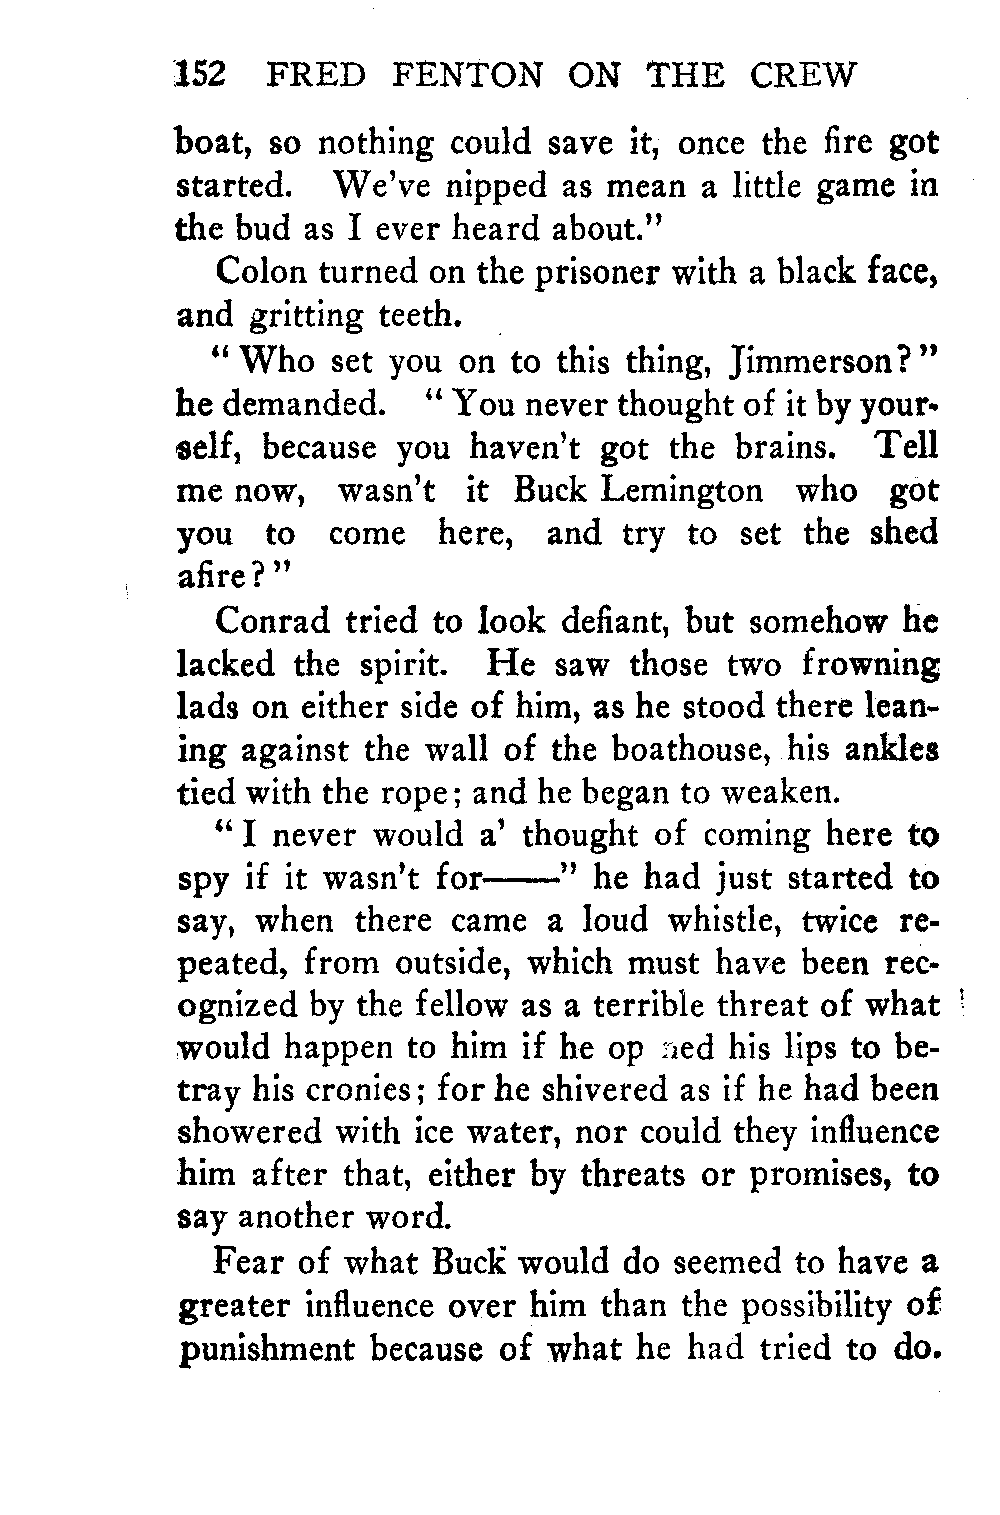 152 FRED FENTON ON THE CREW
boat, so nothing could save it, once the fire got
started. We've nipped as mean a little game in
the bud as I ever heard about."
Colon turned on the prisoner with a black face,
and gritting teeth.
"Who set you on to this thing, Jimmerson?"
he demanded. "You never thought of it by your-
self, because you haven't got the brains. Tell
me now, wasn't it Buck Lemington who got
you to come here, and try to set the shed
afire?"
Conrad tried to look defiant, but somehow he
lacked the spirit. He saw those two frowning
lads on either side of him, as he stood there lean-
ing against the wall of the boathouse, his ankles
tied with the rope; and he began to weaken.
"I never would a' thought of coming here to
spy if it wasn't for——" he had just started to
say, when there came a loud whistle, twice re-
peated, from outside, which must have been rec-
ognized by the fellow as a terrible threat of what
would happen to him if he op ned his lips to be-
tray his cronies; for he shivered as if he had been
showered with ice water, nor could they influence
him after that, either by threats or promises, to
say another word.
Fear of what Buck would do seemed to have a
greater influence over him than the possibility of
punishment because of what he had tried to do.